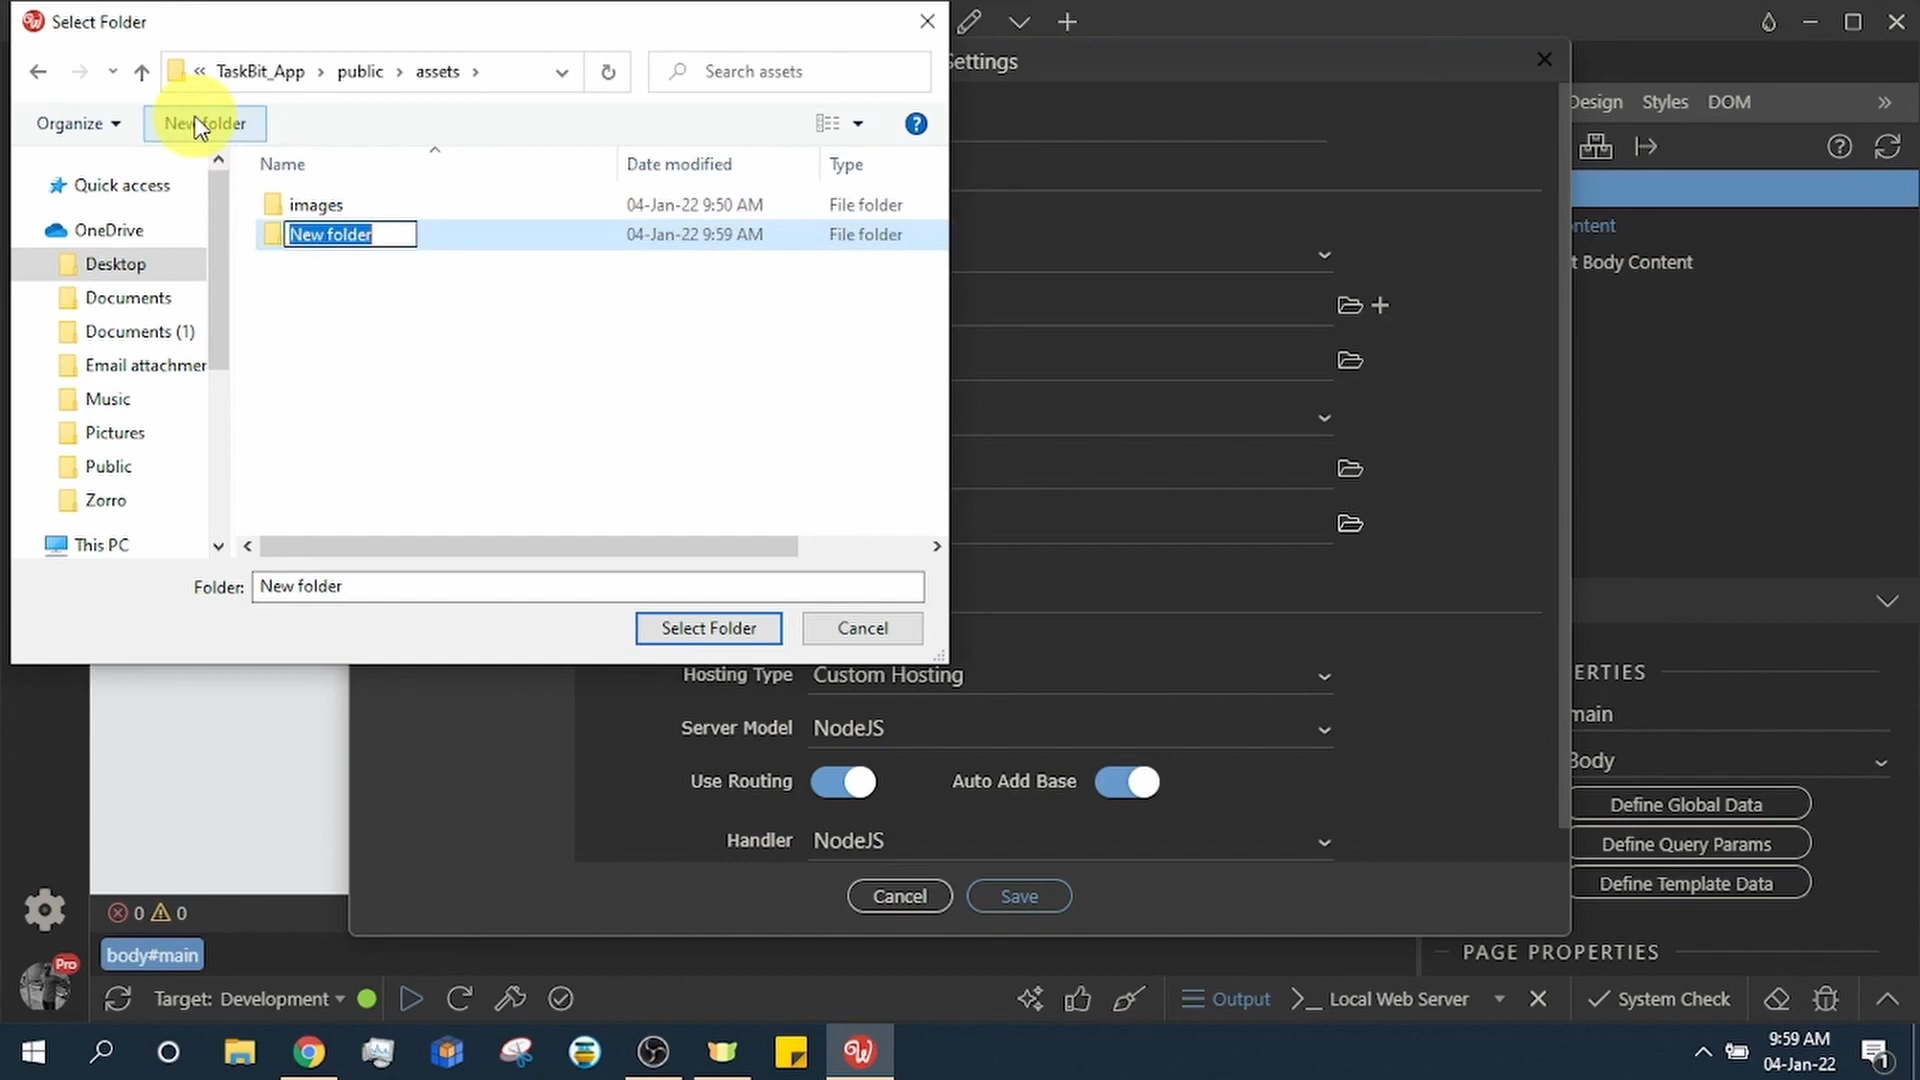 Select Folder
« TaskBit_App › public › assets ›
Search assets
Organize
New folder
Name
Date modified
Type
Quick access
OneDrive
Desktop
Documents
Documents (1)
Email attachmer
Music
Pictures
Public
Zorro
This PC
images 04-Jan-22 9:50 AM File folder
New folder 04-Jan-22 9:59 AM File folder
Folder: New folder
Select Folder
Cancel
ettings
Design Styles DOM
ontent
t Body Content
Hosting Type Custom Hosting
Server Model NodeJS
Use Routing
Auto Add Base
Handler NodeJS
Cancel
Save
ERTIES
main
Body
Define Global Data
Define Query Params
Define Template Data
PAGE PROPERTIES
0 0
body#main
Pro
Target: Development
Output
Local Web Server
System Check
9:59 AM
04-Jan-22
1